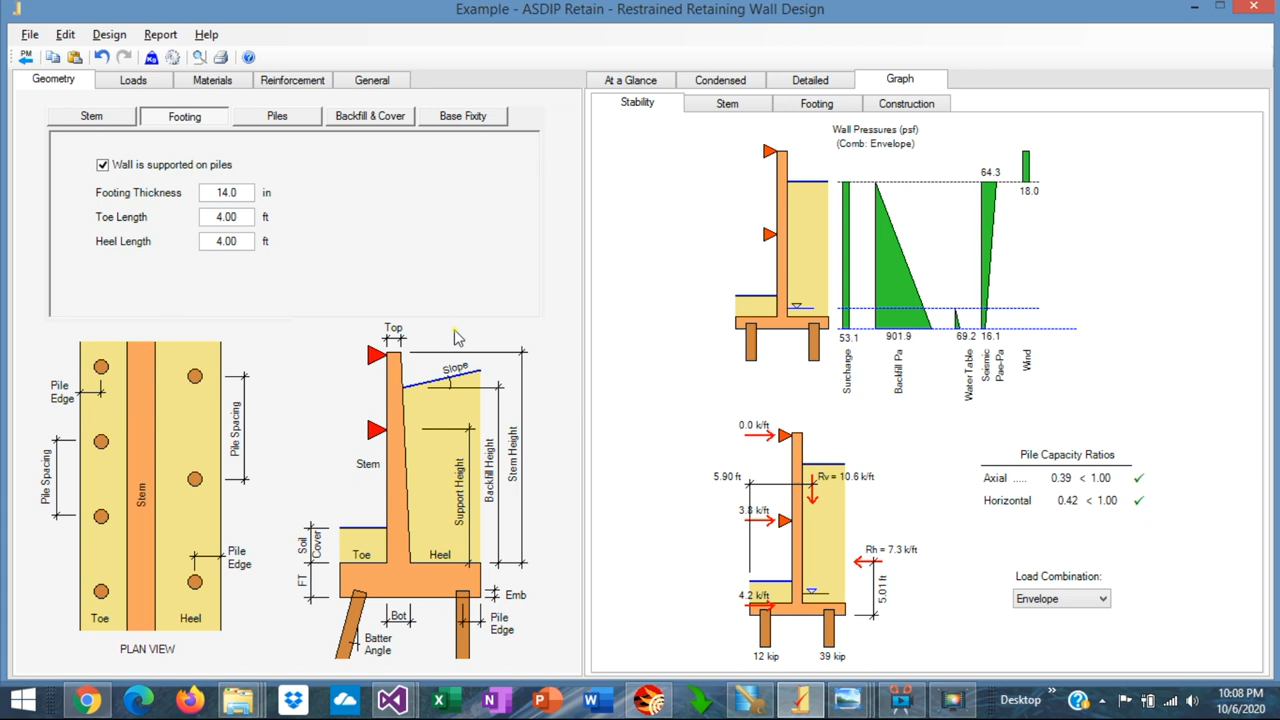 Example - ASDIP Retain - Restrained Retaining Wall Design
File Edit Design Report Help
PM
Kg
Geometry Loads Materials Reinforcement General
At a Glance Condensed Detailed Graph
Stem Footing Piles Backfill & Cover Base Fixity
Stability Stem Footing Construction
Wall is supported on piles
Footing Thickness 14.0 in
Toe Length 4.00 ft
Heel Length 4.00 ft
Wall Pressures (psf)
(Comb: Envelope)
64.3
18.0
53.1 901.9 69.2 16.1
Surcharge
Backfill Pa
Water Table
Seismic
Pae-Pa
Wind
Pile
Edge
Pile Spacing
Pile Spacing
Stem
Pile
Edge
Toe Heel
PLAN VIEW
Top
Slope
Stem
Support Height
Backfill Height
Stem Height
Soil
Cover
Toe Heel
FT
Emb
Bot
Pile
Edge
Batter
Angle
0.0 k/ft
5.90 ft Rv = 10.6 k/ft
3.8 k/ft
Rh = 7.3 k/ft
5.01 ft
4.2 k/ft
12 kip 39 kip
Pile Capacity Ratios
Axial ..... 0.39 < 1.00
Horizontal 0.42 < 1.00
Load Combination:
Envelope
Desktop
10:08 PM
10/6/2020